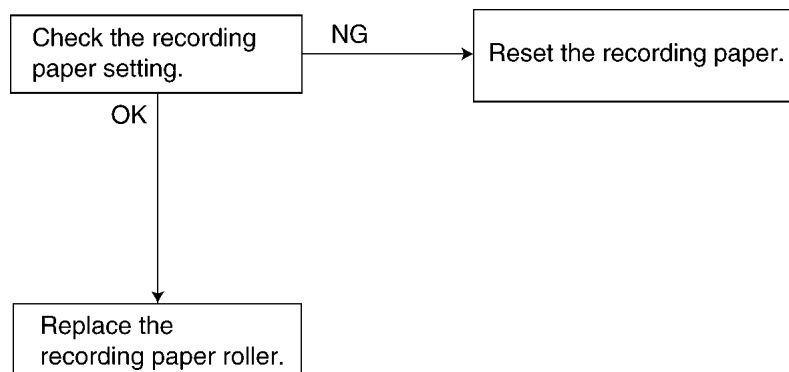 Check the recording
paper setting.
NG
Reset the recording paper.
OK
Replace the
recording paper roller.